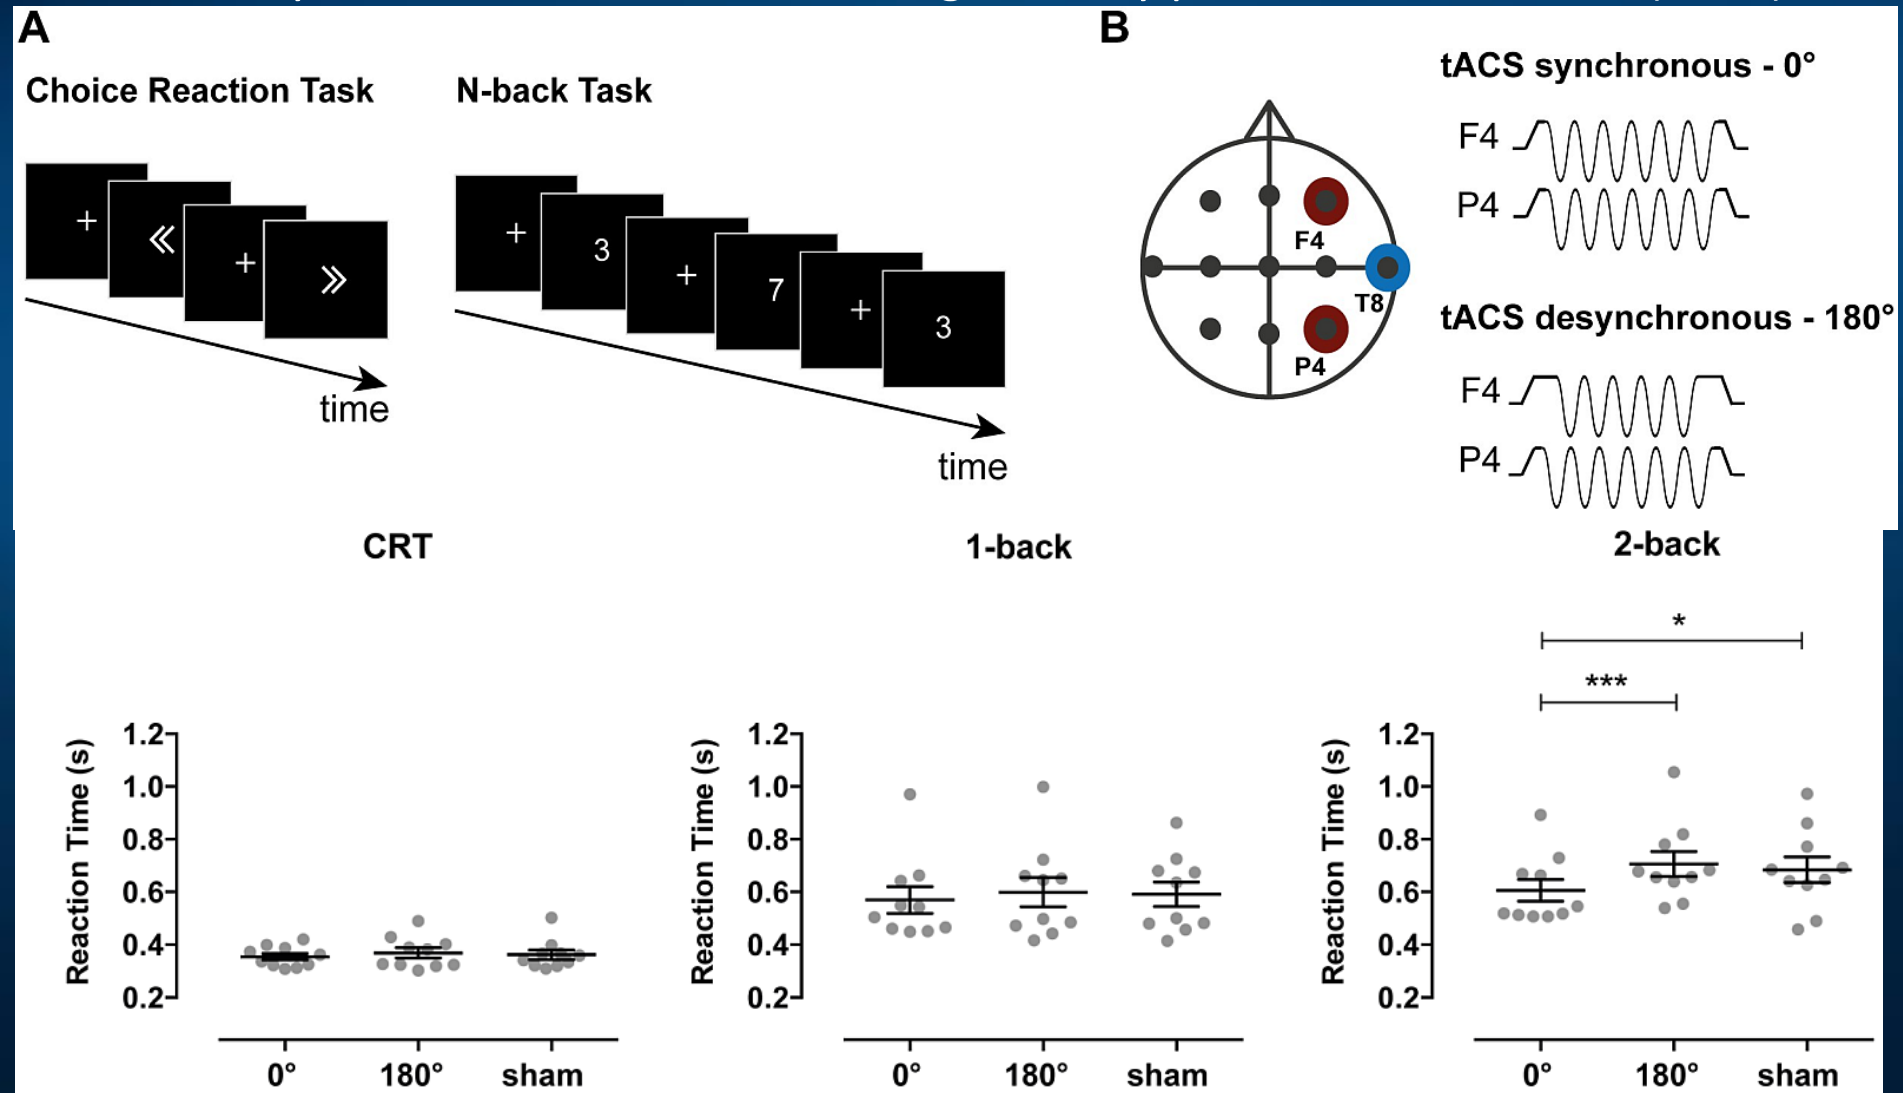 A
B
Choice Reaction Task
N-back Task
+
«
+
»
time
+
3
+
7
+
3
time
F4
T8
P4
tACS synchronous - 0°
F4
P4
tACS desynchronous - 180°
F4
P4
CRT
1-back
2-back
*
***
Reaction Time (s)
1.2
1.0
0.8
0.6
0.4
0.2
0° 180° sham
Reaction Time (s)
1.2
1.0
0.8
0.6
0.4
0.2
0° 180° sham
Reaction Time (s)
1.2
1.0
0.8
0.6
0.4
0.2
0° 180° sham